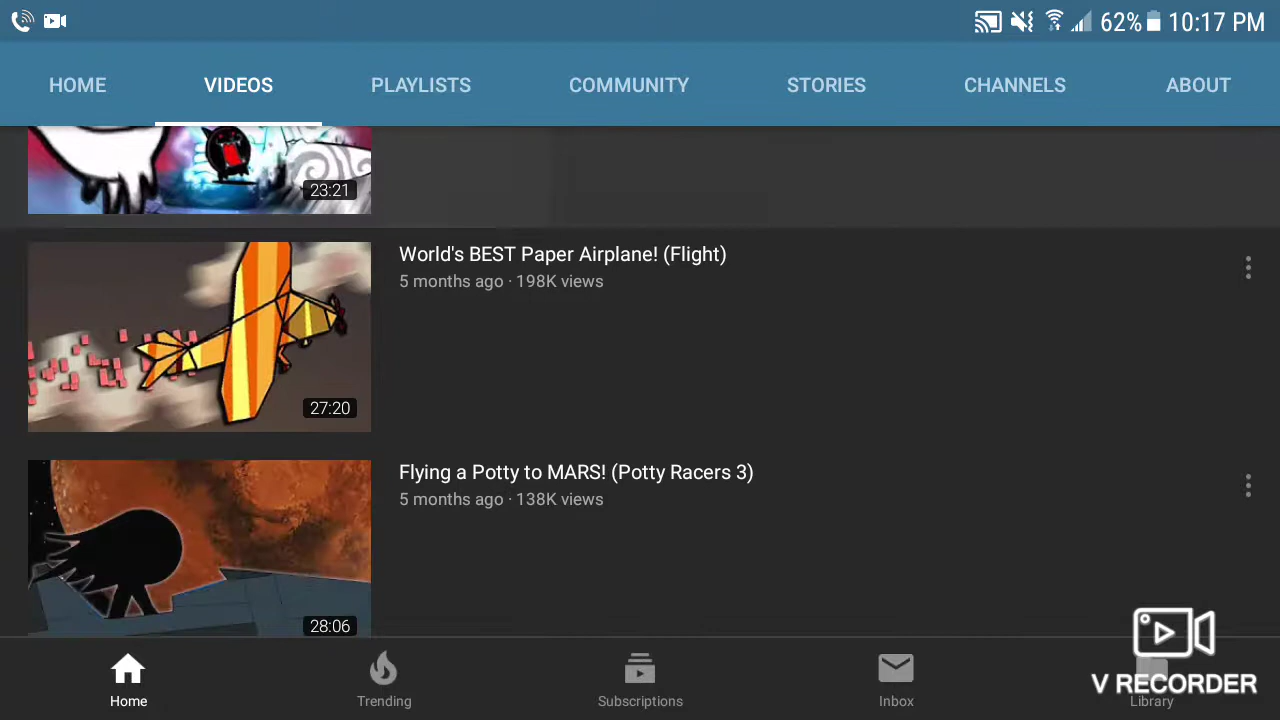 62% 10:17 PM
HOME VIDEOS PLAYLISTS COMMUNITY STORIES CHANNELS ABOUT
23:21
World's BEST Paper Airplane! (Flight)
5 months ago · 198K views
27:20
Flying a Potty to MARS! (Potty Racers 3)
5 months ago · 138K views
28:06
V RECORDER
Home Trending Subscriptions Inbox Library